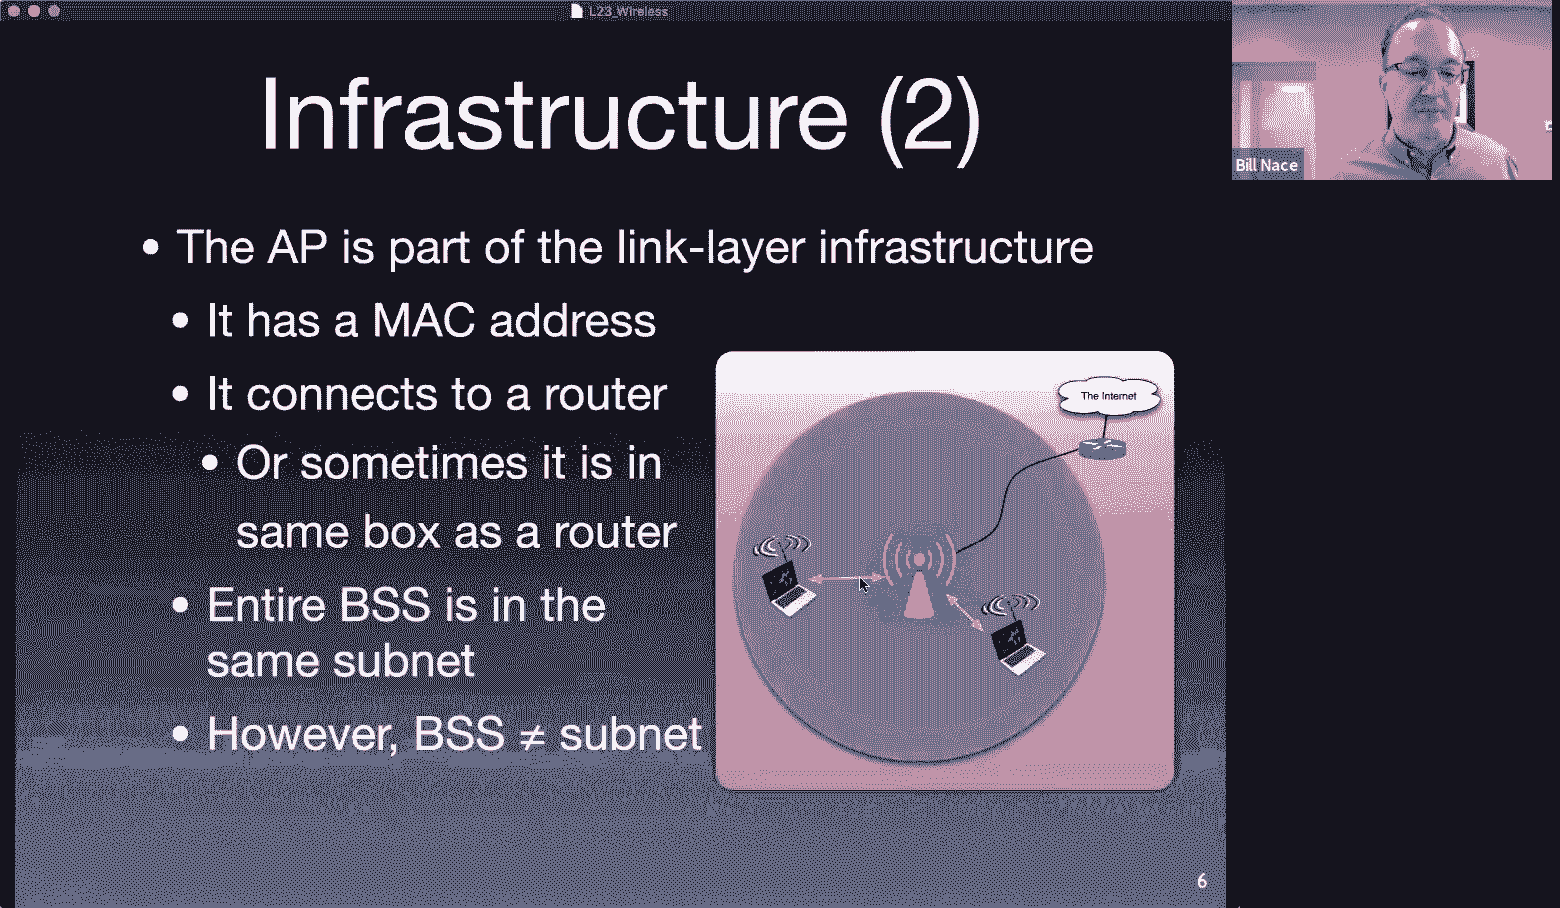 L23_Wireless
Infrastructure (2)
Bill Nace
• The AP is part of the link-layer infrastructure
• It has a MAC address
• It connects to a router
• Or sometimes it is in
same box as a router
• Entire BSS is in the
same subnet
• However, BSS ≠ subnet
The Internet
6